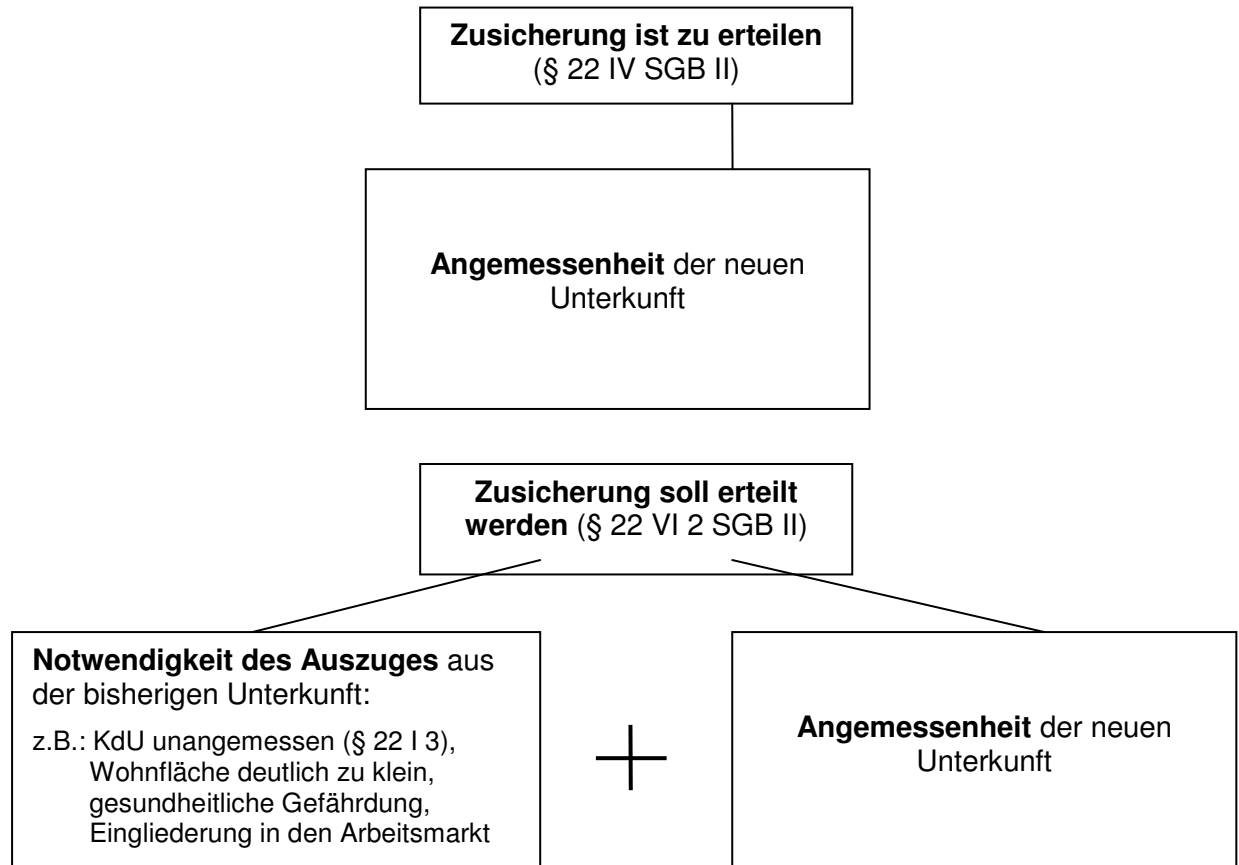 Zusicherung ist zu erteilen
(§ 22 IV SGB II)
Angemessenheit der neuen
Unterkunft
Zusicherung soll erteilt
werden (§ 22 VI 2 SGB II)
Notwendigkeit des Auszuges aus
der bisherigen Unterkunft:
z.B.: KdU unangemessen (§ 22 I 3),
Wohnfläche deutlich zu klein,
gesundheitliche Gefährdung,
Eingliederung in den Arbeitsmarkt
Angemessenheit der neuen
Unterkunft